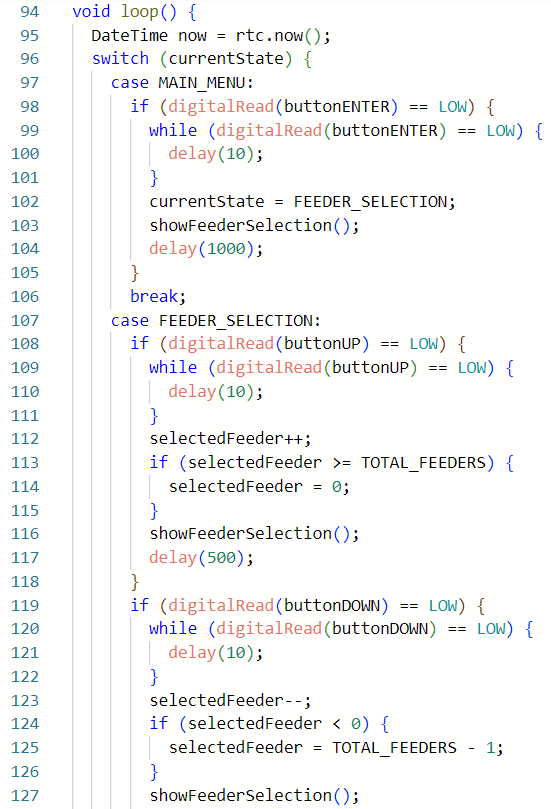 94 void loop() {
95 DateTime now = rtc.now();
96 switch (currentState) {
97 case MAIN_MENU:
98 if (digitalRead(buttonENTER) == LOW) {
99 while (digitalRead(buttonENTER) == LOW) {
100 delay(10);
101 }
102 currentState = FEEDER_SELECTION;
103 showFeederSelection();
104 delay(1000);
105 }
106 break;
107 case FEEDER_SELECTION:
108 if (digitalRead(buttonUP) == LOW) {
109 while (digitalRead(buttonUP) == LOW) {
110 delay(10);
111 }
112 selectedFeeder++;
113 if (selectedFeeder >= TOTAL_FEEDERS) {
114 selectedFeeder = 0;
115 }
116 showFeederSelection();
117 delay(500);
118 }
119 if (digitalRead(buttonDOWN) == LOW) {
120 while (digitalRead(buttonDOWN) == LOW) {
121 delay(10);
122 }
123 selectedFeeder--;
124 if (selectedFeeder < 0) {
125 selectedFeeder = TOTAL_FEEDERS - 1;
126 }
127 showFeederSelection();